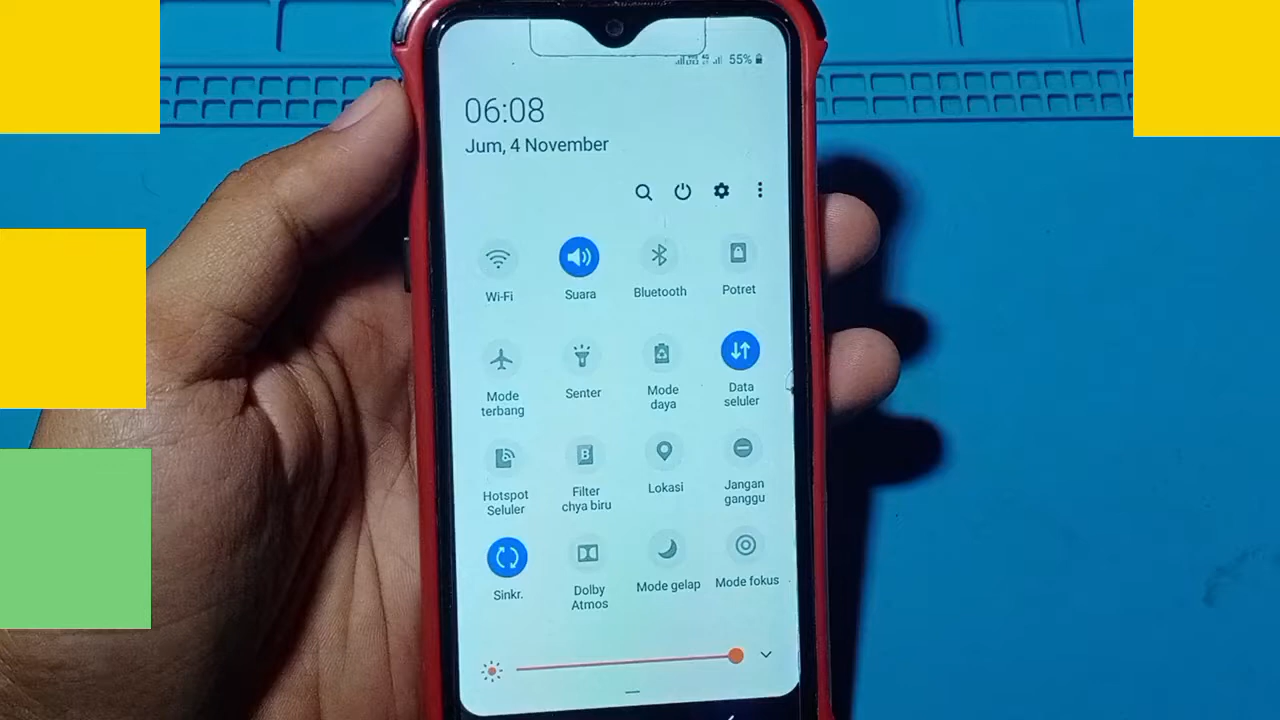 55%
06:08
Jum, 4 November
Wi-Fi
Suara
Bluetooth
Potret
Mode
terbang
Senter
Mode
daya
Data
seluler
Hotspot
Seluler
Filter
chya biru
Lokasi
Jangan
ganggu
Sinkr.
Dolby
Atmos
Mode gelap
Mode fokus